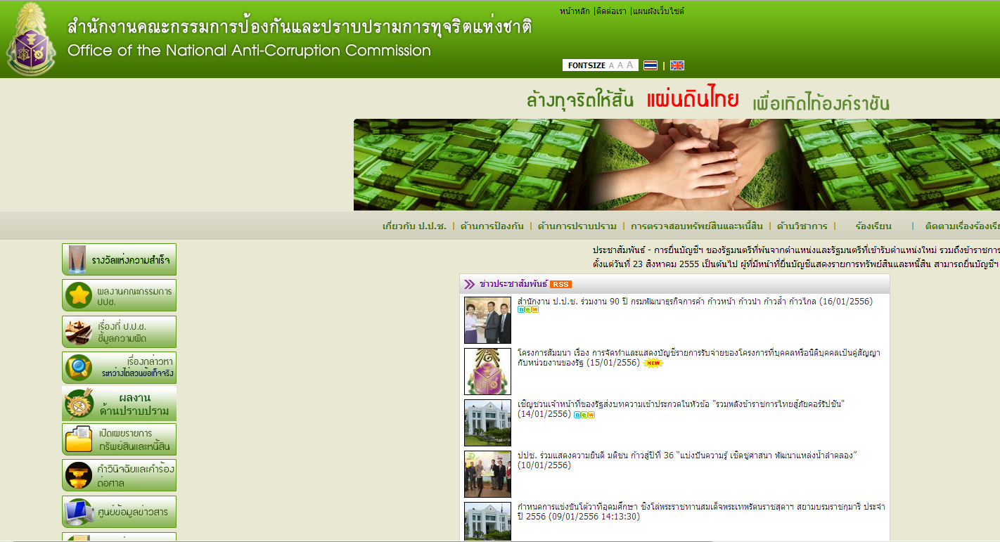 หน้าหลัก |ติดต่อเรา |แผนผังเว็บไซต์
สำนักงานคณะกรรมการป้องกันและปราบปรามการทุจริตแห่งชาติ
Office of the National Anti-Corruption Commission
FONTSIZE A A A |
ล้างทุจริตให้สิ้น แผ่นดินไทย เพื่อเทิดไท้องค์ราชัน
เกี่ยวกับ ป.ป.ช. | ด้านการป้องกัน | ด้านการปราบปราม | การตรวจสอบทรัพย์สินและหนี้สิน | ด้านวิชาการ | ร้องเรียน | ติดตามเรื่องร้องเรีย
รางวัลแห่งความสำเร็จ
ผลงานคณะกรรมการ
ปปช.
เรื่องที่ ป.ป.ช.
ชี้มูลความผิด
เรื่องกล่าวหา
ระหว่างไต่สวนข้อเท็จจริง
ผลงาน
ด้านปราบปราม
เปิดเผยรายการ
ทรัพย์สินและหนี้สิน
คำวินิจฉัยและคำร้อง
ต่อศาล
ศูนย์ข้อมูลข่าวสาร
ประชาสัมพันธ์ - การยื่นบัญชีฯ ของรัฐมนตรีที่พ้นจากตำแหน่งและรัฐมนตรีที่เข้ารับตำแหน่งใหม่ รวมถึงข้าราชการ
ตั้งแต่วันที่ 23 สิงหาคม 2555 เป็นต้นไป ผู้ที่มีหน้าที่ยื่นบัญชีแสดงรายการทรัพย์สินและหนี้สิน สามารถยื่นบัญชีฯ
ข่าวประชาสัมพันธ์ RSS
สำนักงาน ป.ป.ช. ร่วมงาน 90 ปี กรมพัฒนาธุรกิจการค้า ก้าวหน้า ก้าวนำ ก้าวล้ำ ก้าวไกล (16/01/2556)
new
โครงการสัมมนา เรื่อง การจัดทำและแสดงบัญชีรายการรับจ่ายของโครงการที่บุคคลหรือนิติบุคคลเป็นคู่สัญญา
กับหน่วยงานของรัฐ (15/01/2556) NEW
เชิญชวนเจ้าหน้าที่ของรัฐส่งบทความเข้าประกวดในหัวข้อ "รวมพลังข้าราชการไทยสู้ภัยคอร์รัปชัน"
(14/01/2556) new
ปปช. ร่วมแสดงความยินดี มติชน ก้าวสู่ปีที่ 36 “แบ่งปันความรู้ เชิดชูศาสนา พัฒนาแหล่งน้ำลำคลอง”
(10/01/2556)
กำหนดการแข่งขันโต้วาทีอุดมศึกษา ชิงโล่พระราชทานสมเด็จพระเทพรัตนราชสุดาฯ สยามบรมราชกุมารี ประจำ
ปี 2556 (09/01/2556 14:13:30)